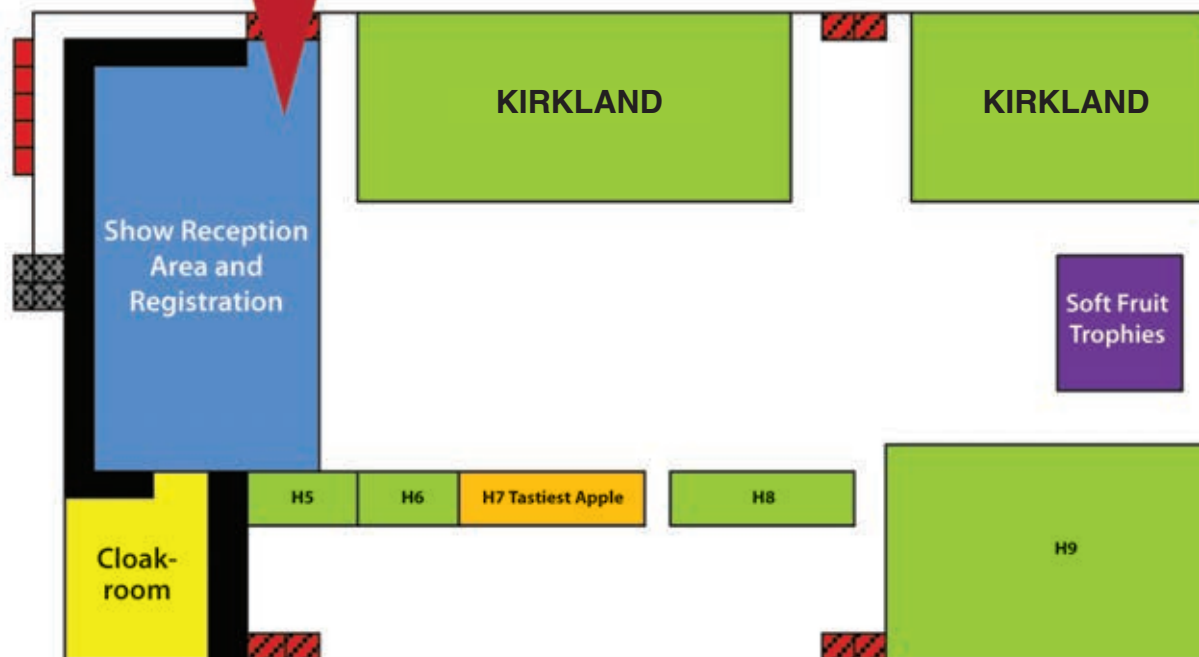 KIRKLAND
KIRKLAND
Show Reception
Area and
Registration
Soft Fruit
Trophies
H5
H6
H7 Tastiest Apple
H8
H9
Cloak-
room